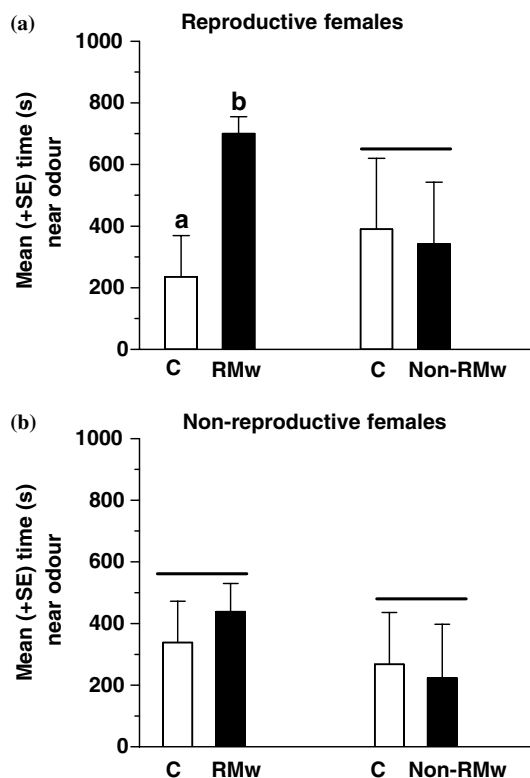 (a)
Reproductive females
Mean (+SE) time (s)
near odour
1000
800
600
400
200
0
a
b
C
RMw
C
Non-RMw
(b)
Non-reproductive females
Mean (+SE) time (s)
near odour
1000
800
600
400
200
0
C
RMw
C
Non-RMw